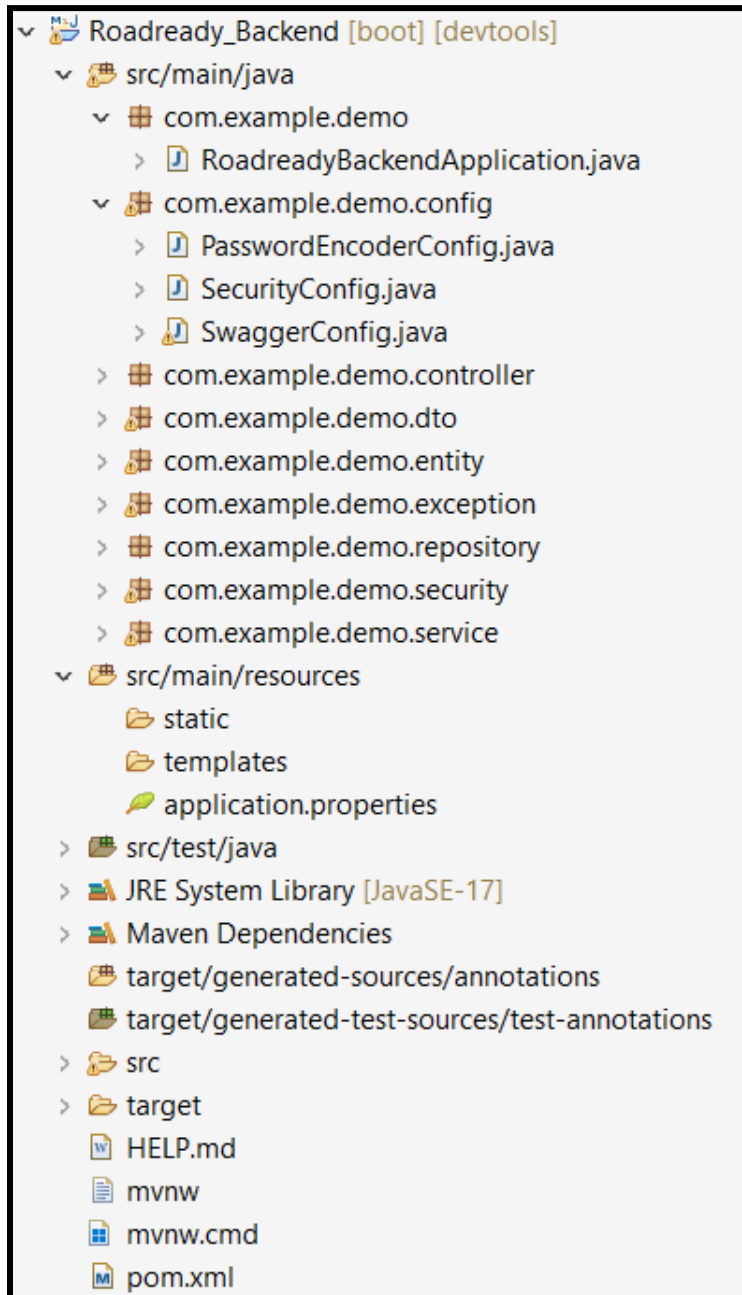 Roadready_Backend [boot] [devtools]
src/main/java
com.example.demo
RoadreadyBackendApplication.java
com.example.demo.config
PasswordEncoderConfig.java
SecurityConfig.java
SwaggerConfig.java
com.example.demo.controller
com.example.demo.dto
com.example.demo.entity
com.example.demo.exception
com.example.demo.repository
com.example.demo.security
com.example.demo.service
src/main/resources
static
templates
application.properties
src/test/java
JRE System Library [JavaSE-17]
Maven Dependencies
target/generated-sources/annotations
target/generated-test-sources/test-annotations
src
target
HELP.md
mvnw
mvnw.cmd
pom.xml